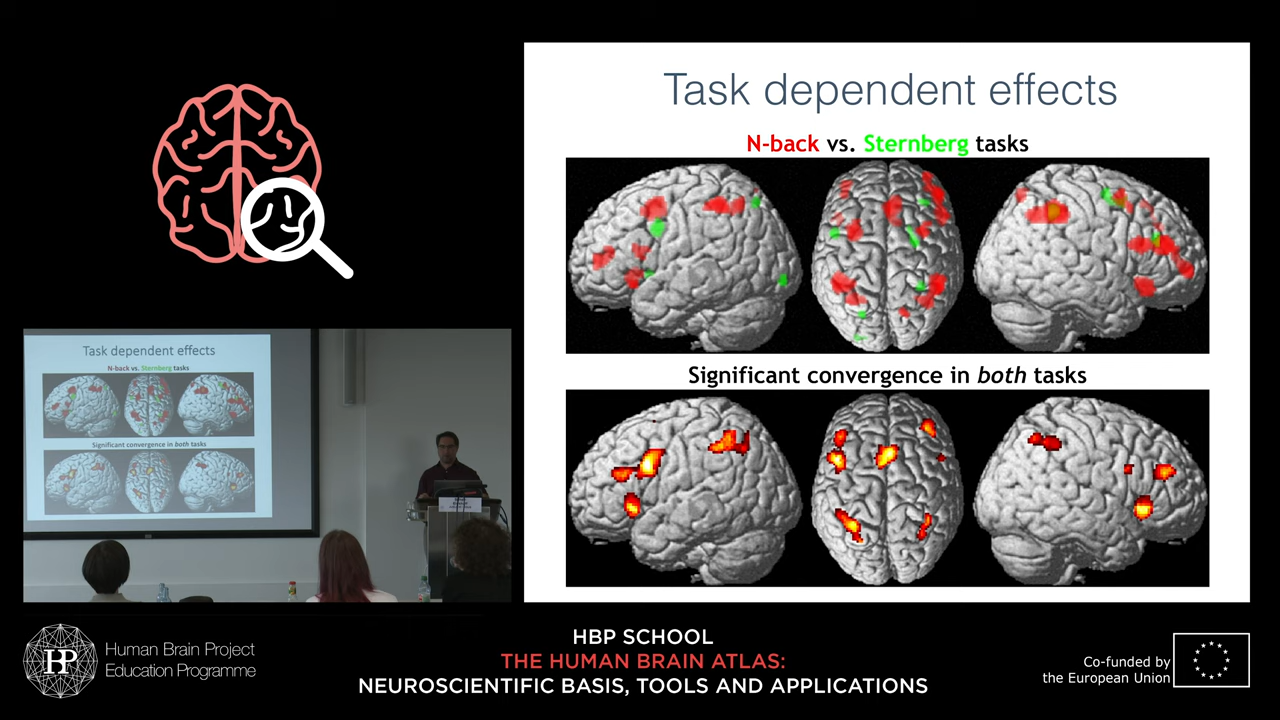 Task dependent effects
N-back vs. Sternberg tasks
Significant convergence in both tasks
Task dependent effects
N-back vs. Sternberg tasks
Significant convergence in both tasks
HBP
Human Brain Project
Education Programme
HBP SCHOOL
THE HUMAN BRAIN ATLAS:
NEUROSCIENTIFIC BASIS, TOOLS AND APPLICATIONS
Co-funded by
the European Union